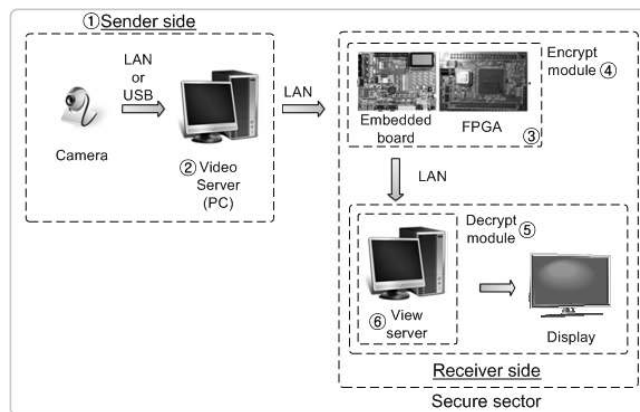 ①Sender side
LAN
or
USB
Camera
② Video
Server
(PC)
LAN
Embedded
board
FPGA
③
Encrypt
module ④
LAN
Decrypt
module ⑤
⑥ View
server
Display
Receiver side
Secure sector